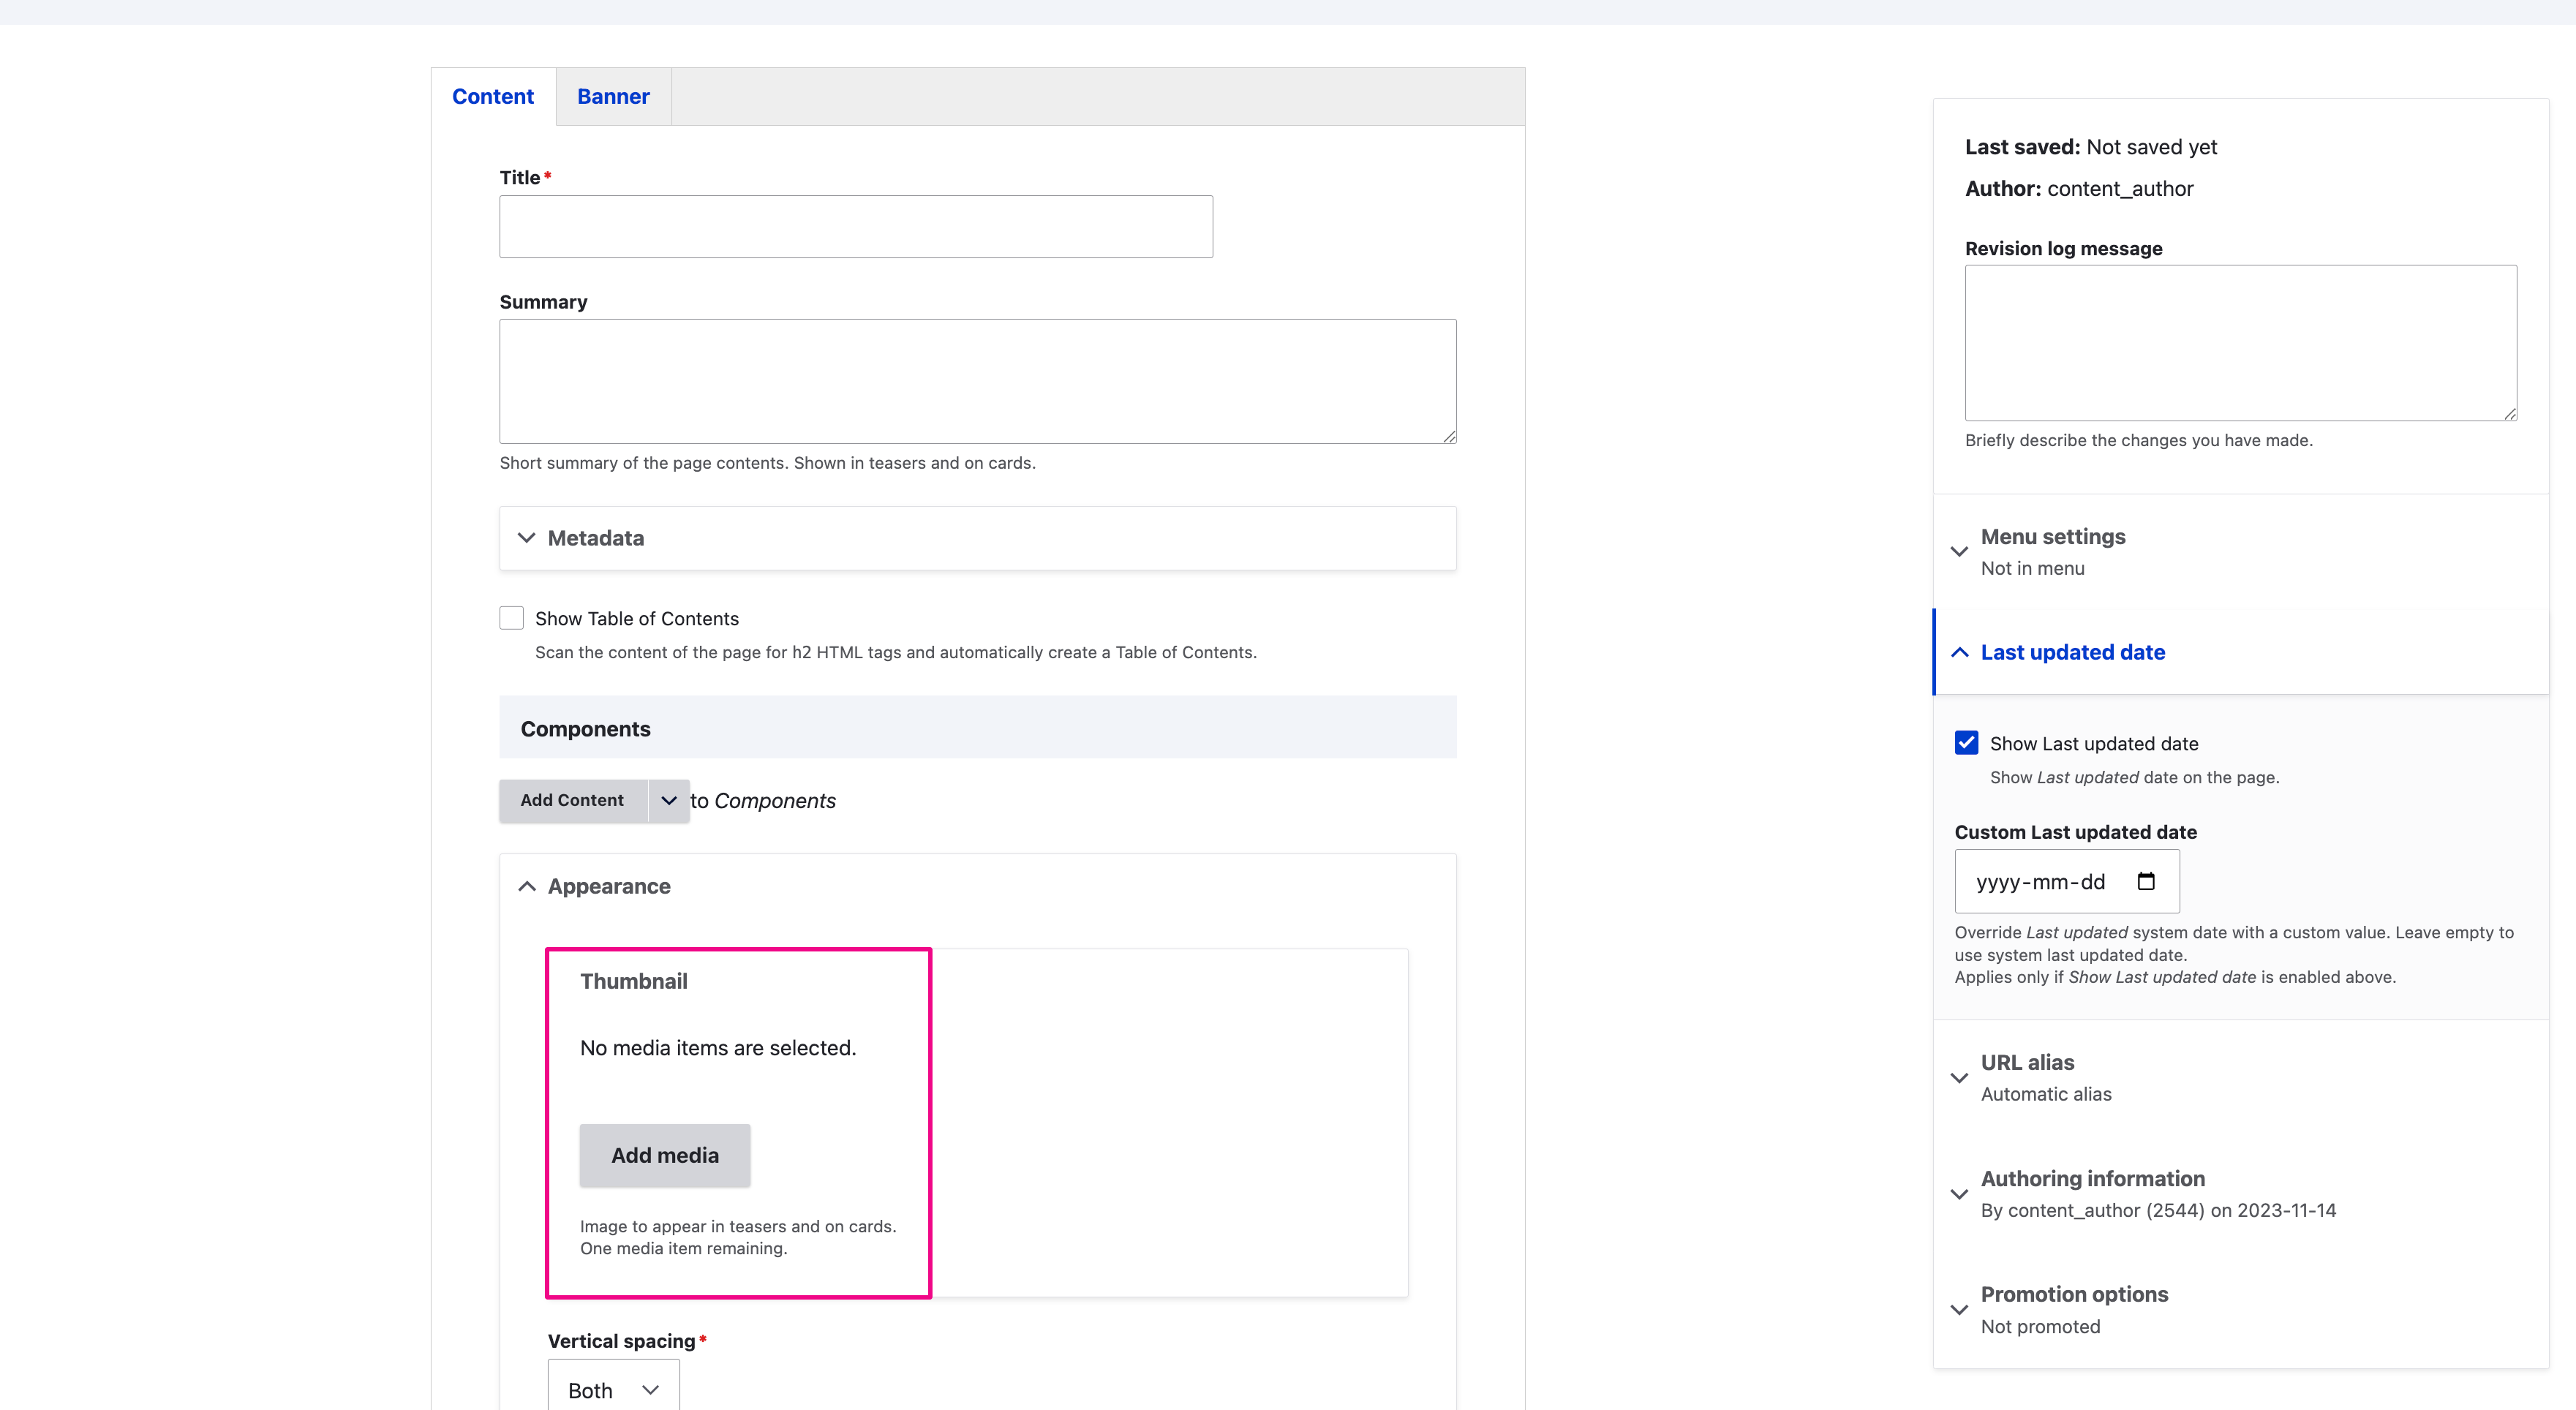 Content
Banner
Title*
Summary
Short summary of the page contents. Shown in teasers and on cards.
Metadata
Show Table of Contents
Scan the content of the page for h2 HTML tags and automatically create a Table of Contents.
Components
Add Content to Components
Appearance
Thumbnail
No media items are selected.
Add media
Image to appear in teasers and on cards.
One media item remaining.
Vertical spacing*
Both
Last saved: Not saved yet
Author: content_author
Revision log message
Briefly describe the changes you have made.
Menu settings
Not in menu
Last updated date
Show Last updated date
Show Last updated date on the page.
Custom Last updated date
yyyy-mm-dd
Override Last updated system date with a custom value. Leave empty to
use system last updated date.
Applies only if Show Last updated date is enabled above.
URL alias
Automatic alias
Authoring information
By content_author (2544) on 2023-11-14
Promotion options
Not promoted